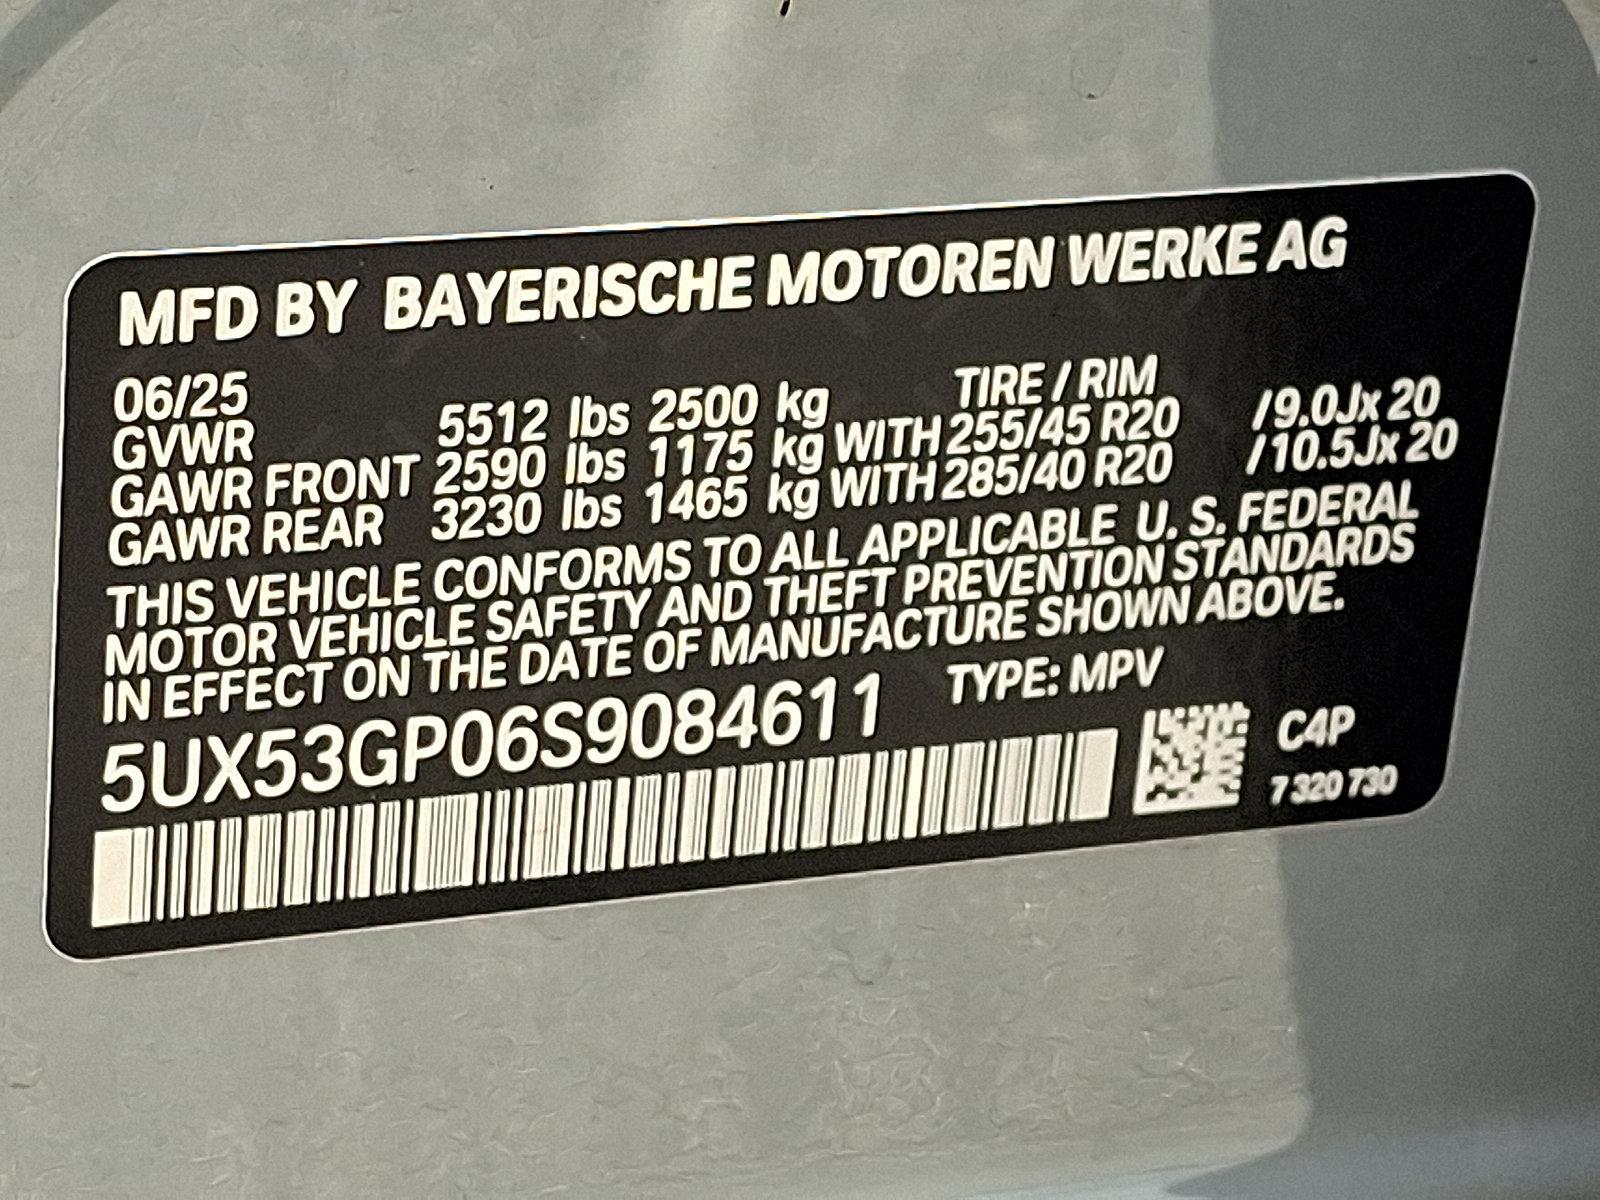 MFD BY BAYERISCHE MOTOREN WERKE AG
06/25 TIRE / RIM
GVWR 5512 lbs 2500 kg
GAWR FRONT 2590 lbs 1175 kg WITH 255/45 R20 /9.0Jx 20
GAWR REAR 3230 lbs 1465 kg WITH 285/40 R20 /10.5Jx 20
THIS VEHICLE CONFORMS TO ALL APPLICABLE U. S. FEDERAL
MOTOR VEHICLE SAFETY AND THEFT PREVENTION STANDARDS
IN EFFECT ON THE DATE OF MANUFACTURE SHOWN ABOVE.
5UX53GP06S9084611 TYPE: MPV
C4P
7 320 730